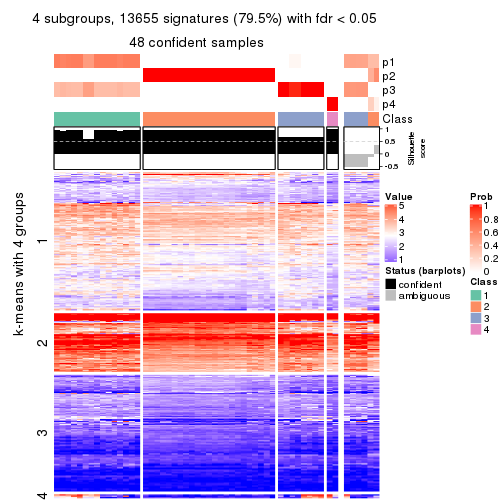 4 subgroups, 13655 signatures (79.5%) with fdr < 0.05
48 confident samples
p1
p2
p3
p4
Class
1
0.5
0
-0.5
Silhouette
score
k-means with 4 groups
1
2
3
4
Value
5
4
3
2
1
Status (barplots)
confident
ambiguous
Prob
1
0.8
0.6
0.4
0.2
0
Class
1
2
3
4